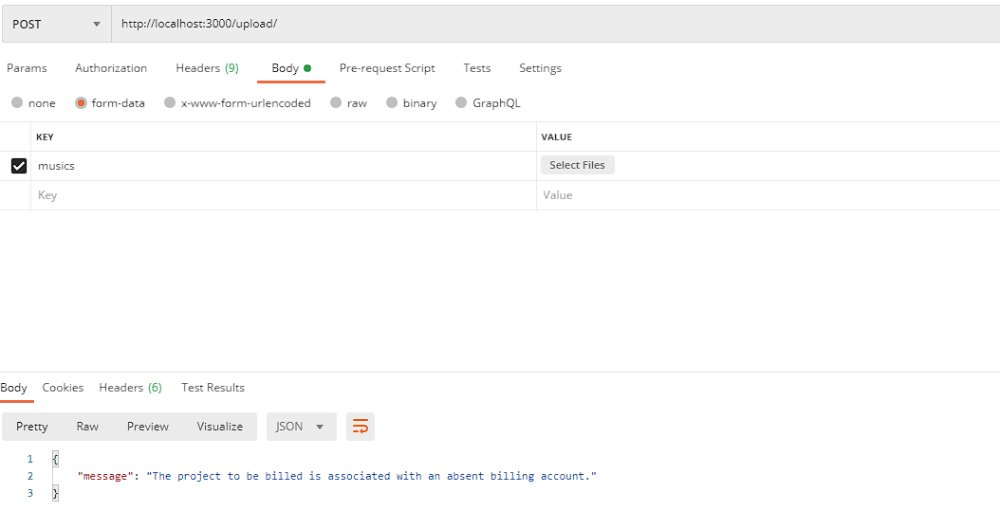 POST http://localhost:3000/upload/
Params Authorization Headers (9) Body Pre-request Script Tests Settings
none form-data x-www-form-urlencoded raw binary GraphQL
KEY VALUE
musics Select Files
Key Value
Body Cookies Headers (6) Test Results
Pretty Raw Preview Visualize JSON
1 {
2 "message": "The project to be billed is associated with an absent billing account."
3 }